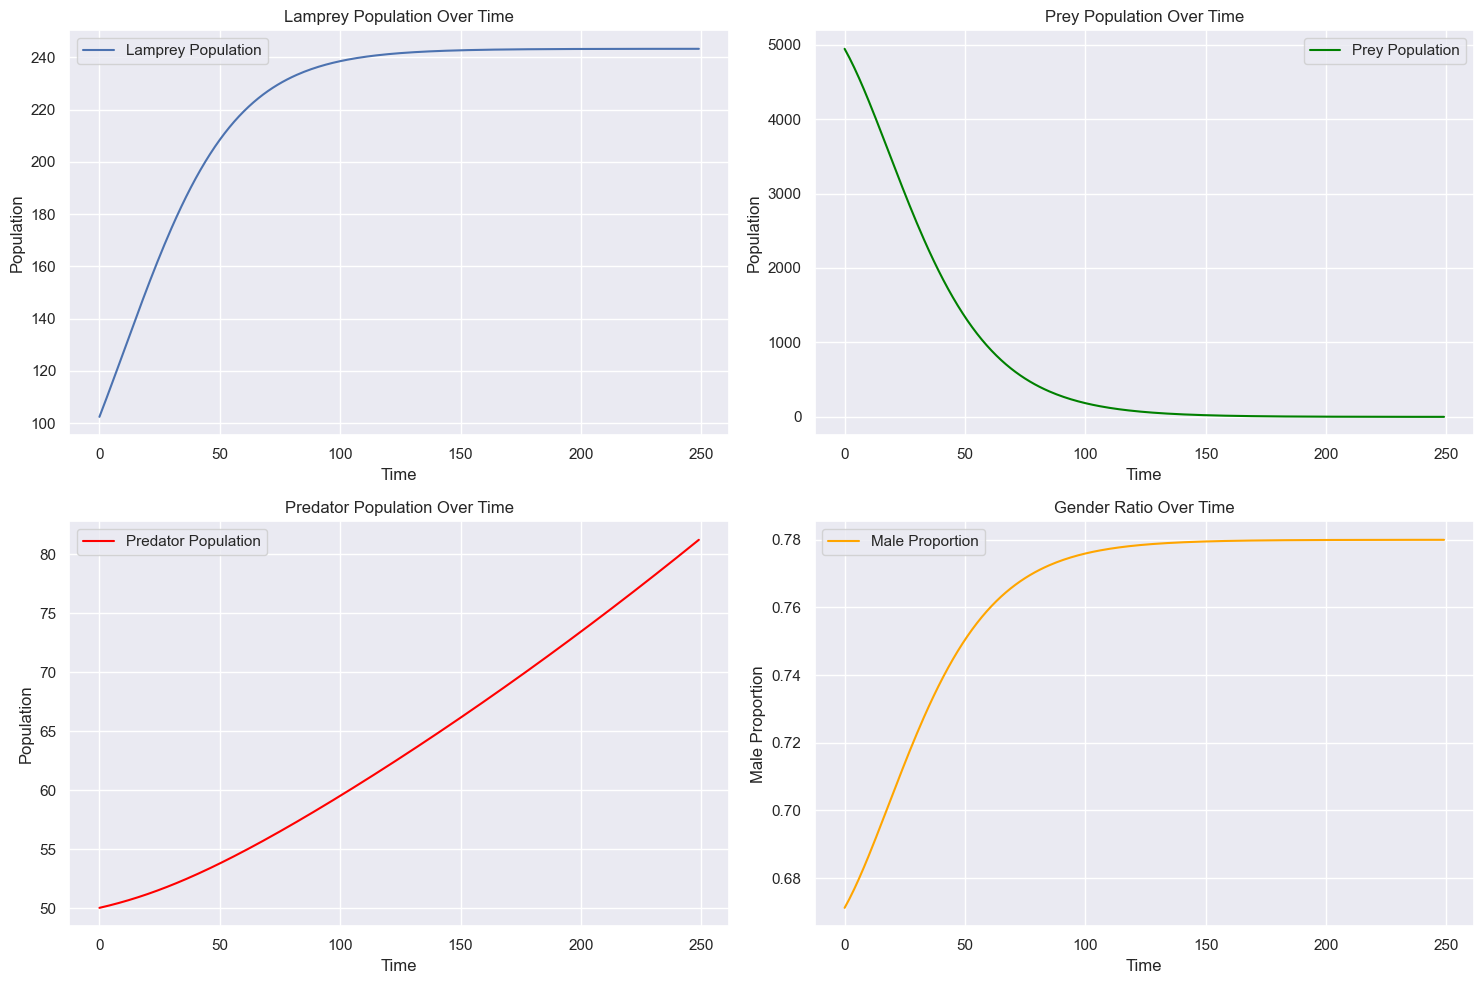 Lamprey Population Over Time
Lamprey Population
240
220
200
180
160
140
120
100
Population
0 50 100 150 200 250
Time
Prey Population Over Time
Prey Population
5000
4000
3000
2000
1000
0
Population
0 50 100 150 200 250
Time
Predator Population Over Time
Predator Population
80
75
70
65
60
55
50
Population
0 50 100 150 200 250
Time
Gender Ratio Over Time
Male Proportion
0.78
0.76
0.74
0.72
0.70
0.68
Male Proportion
0 50 100 150 200 250
Time